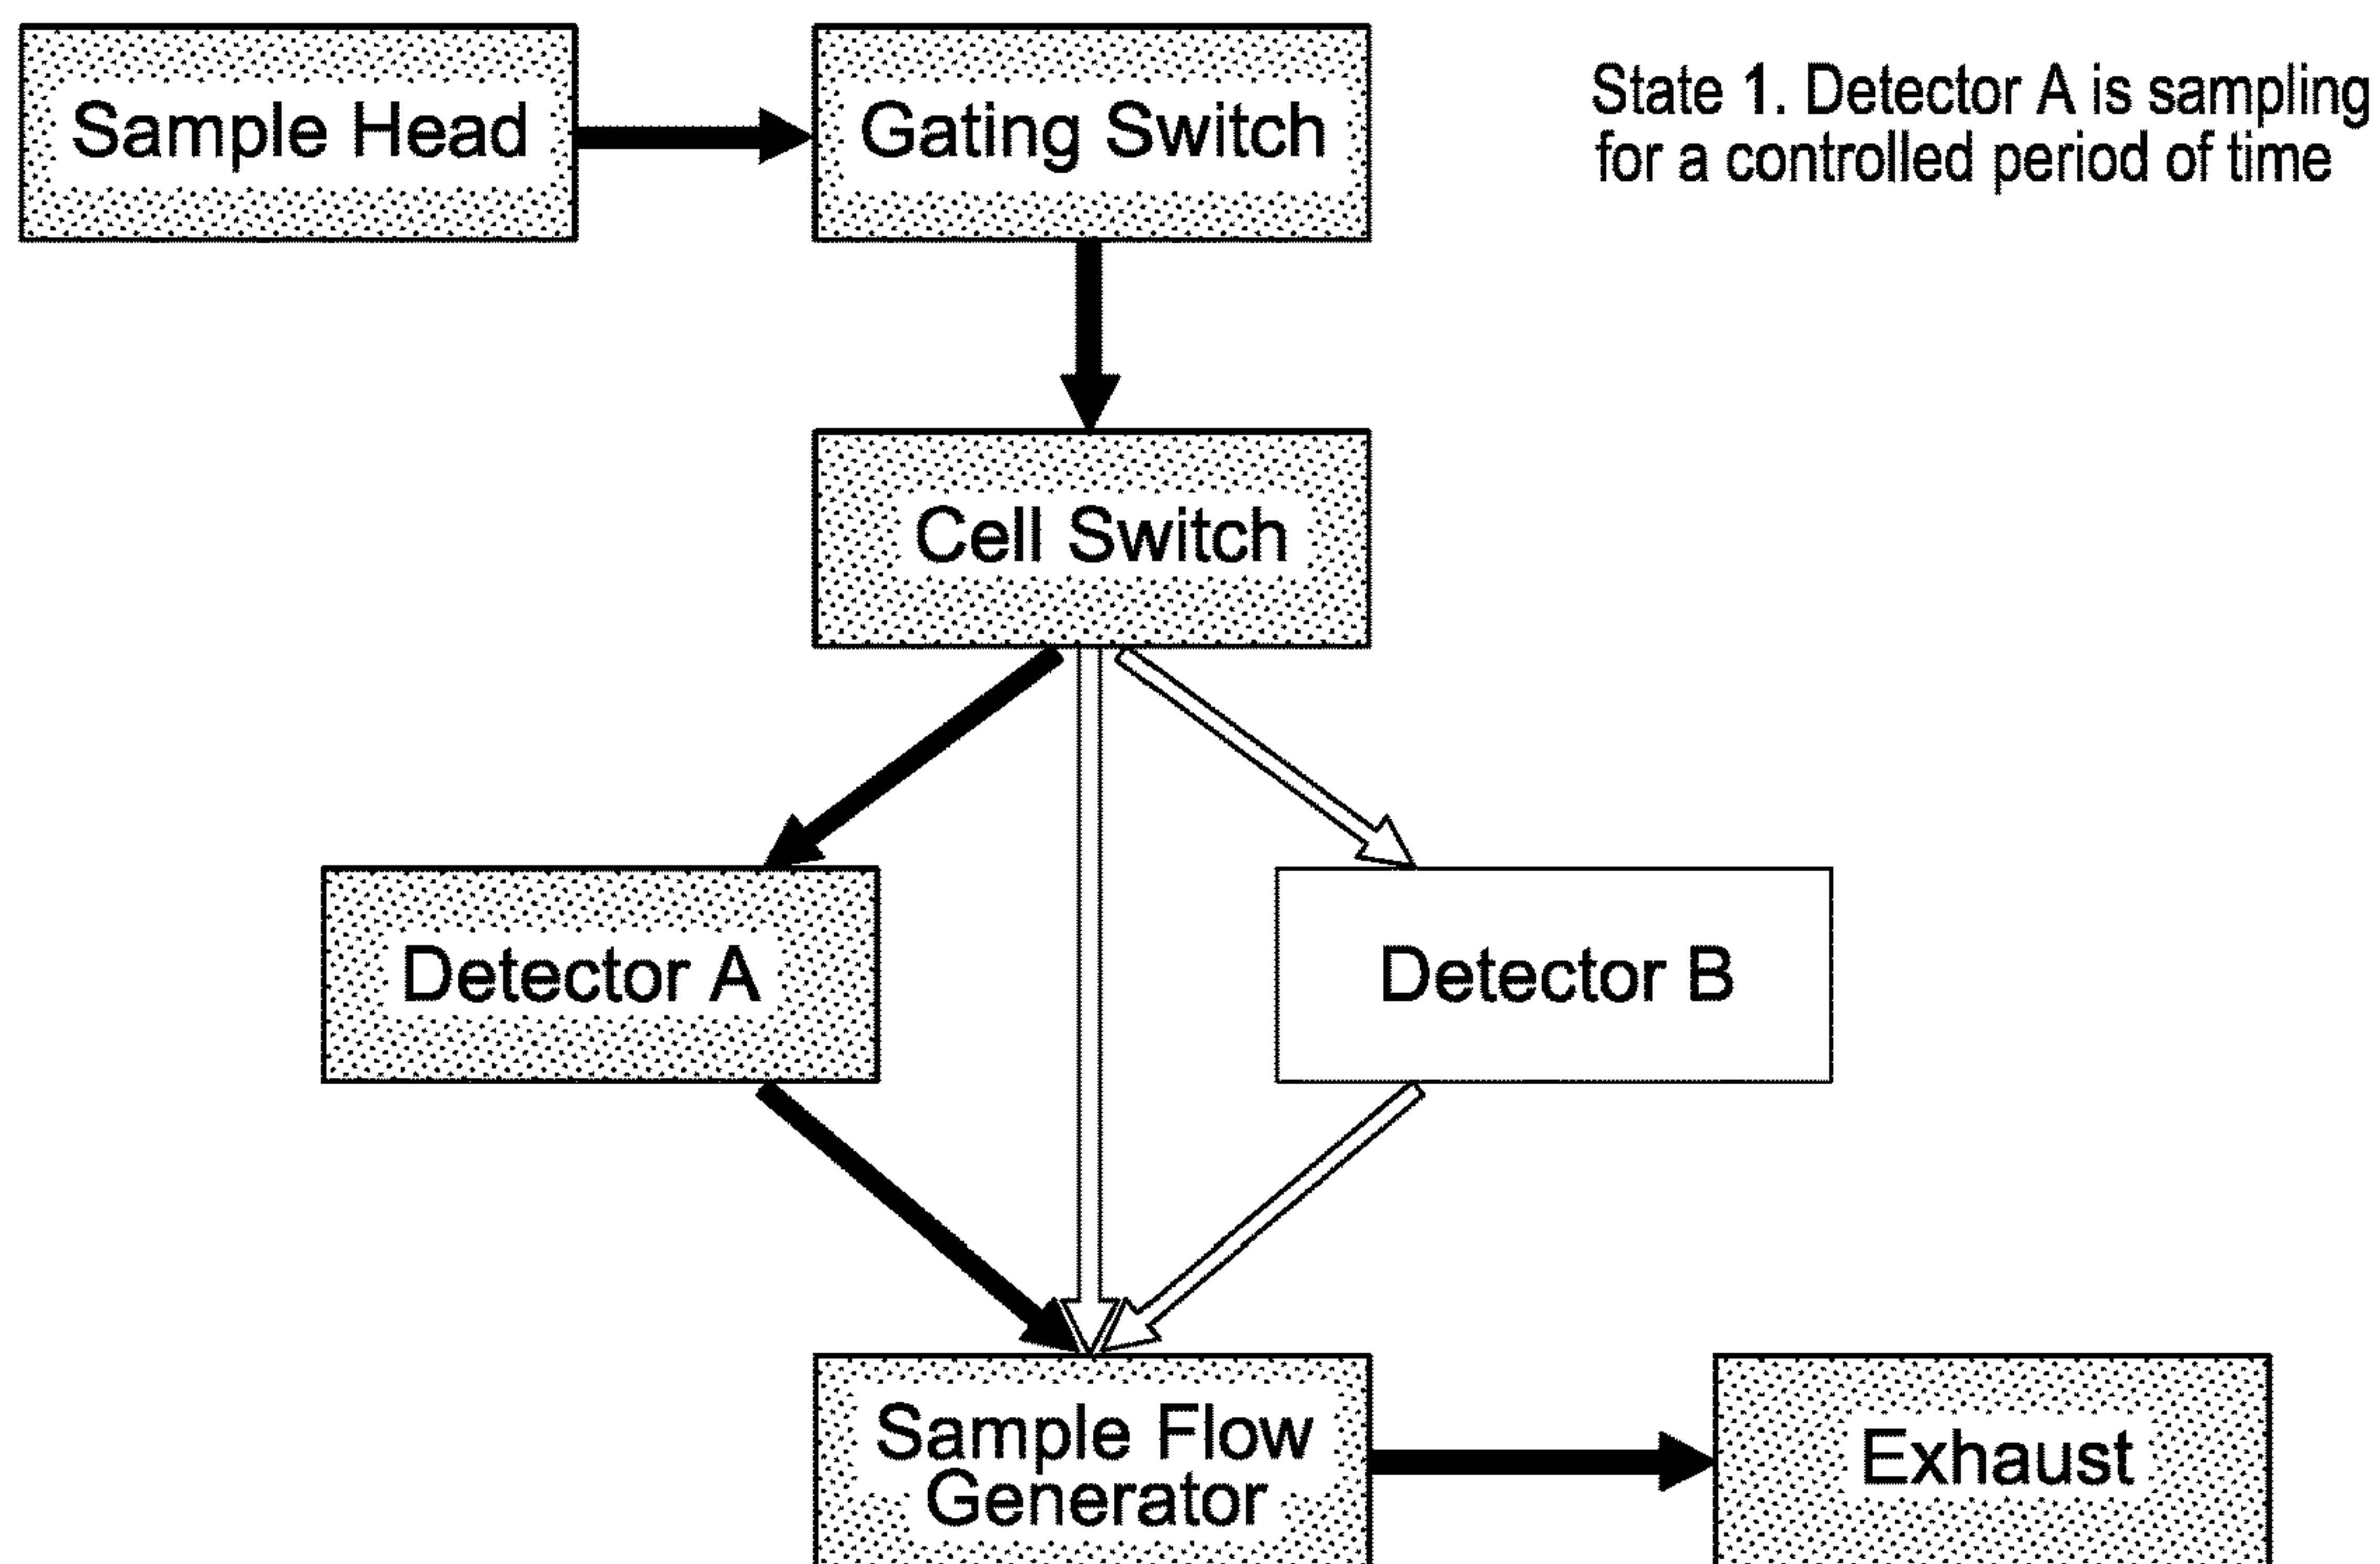 Sample Head
Gating Switch
State 1. Detector A is sampling
for a controlled period of time
Cell Switch
Detector A
Detector B
Sample Flow
Generator
Exhaust